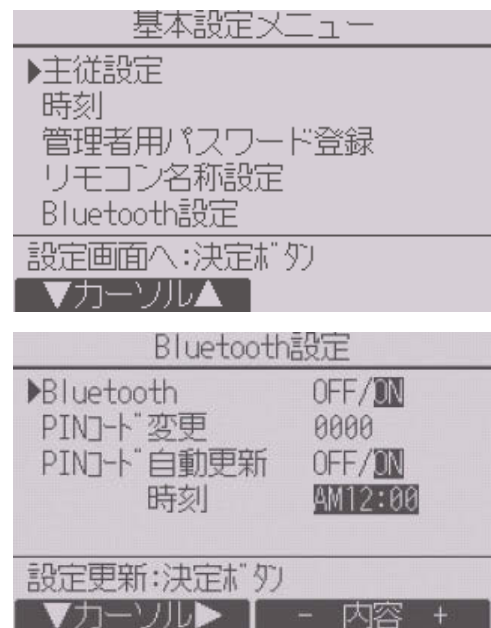 基本設定メニュー
▶主従設定
時刻
管理者用パスワード登録
リモコン名称設定
Bluetooth設定
設定画面へ:決定ﾎﾞﾀﾝ
▼カーソル▲
Bluetooth設定
▶Bluetooth OFF/ON
PINｺｰﾄﾞ変更 0000
PINｺｰﾄﾞ自動更新 OFF/ON
時刻 AM12:00
設定更新:決定ﾎﾞﾀﾝ
▼カーソル▶ － 内容 ＋